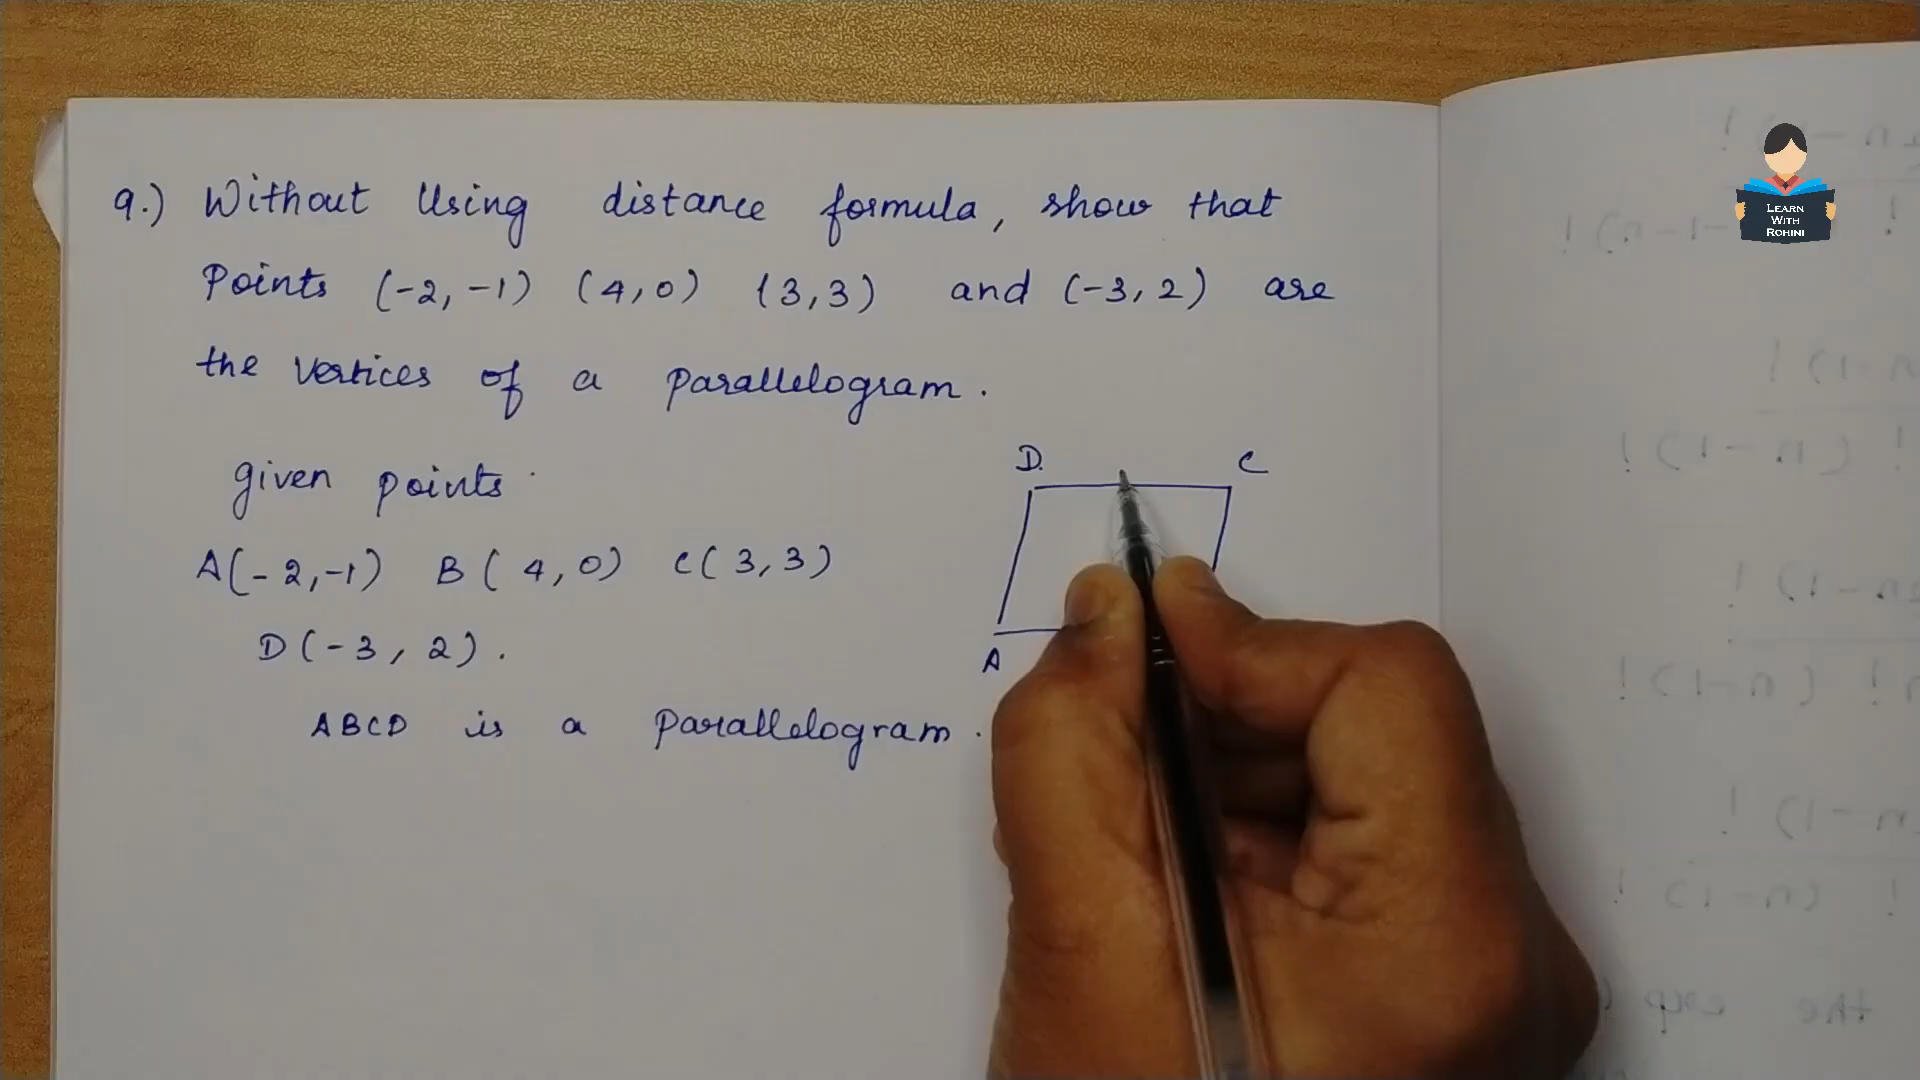 9.) Without Using distance formula, show that
Points (-2,-1) (4,0) (3,3) and (-3,2) are
the vertices of a parallelogram.
given points
A(-2,-1) B(4,0) C(3,3)
D(-3,2).
ABCD is a parallelogram.
D C
A
LEARN
WITH
ROHINI